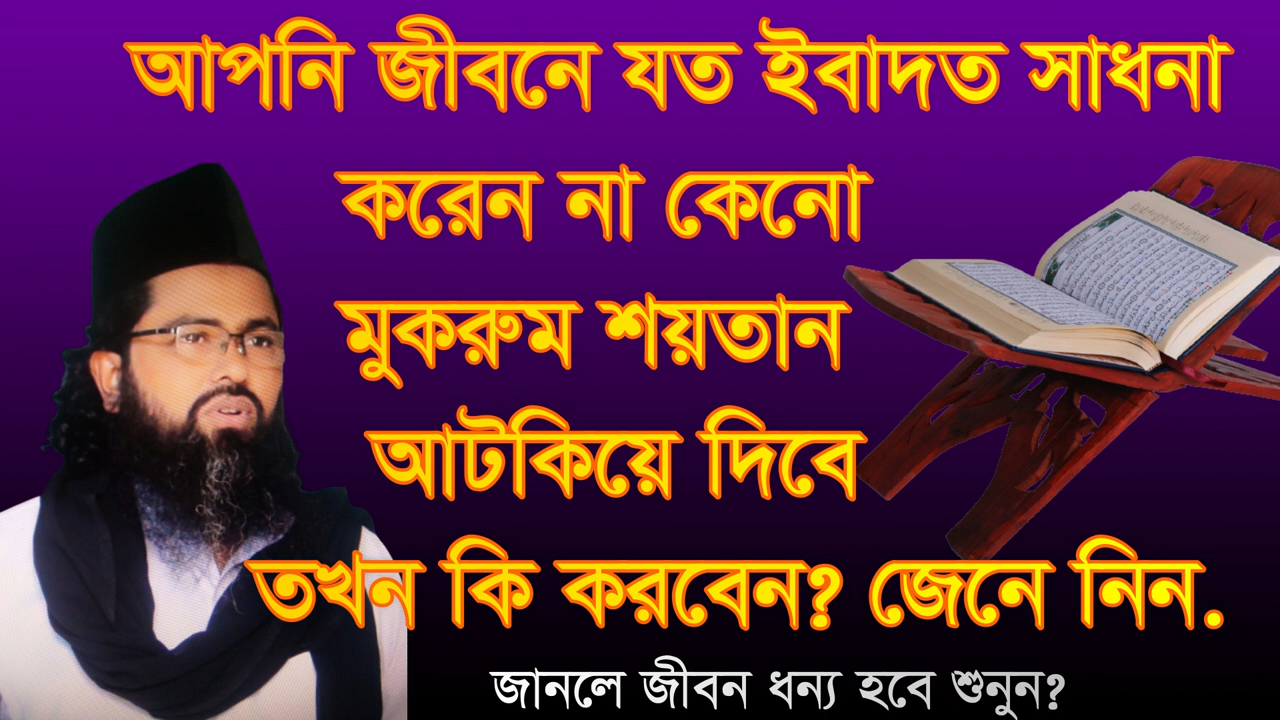 আপনি জীবনে যত ইবাদত সাধনা
করেন না কেনো
মুকরুম শয়তান
আটকিয়ে দিবে
তখন কি করবেন? জেনে নিন.
জানলে জীবন ধন্য হবে শুনুন?